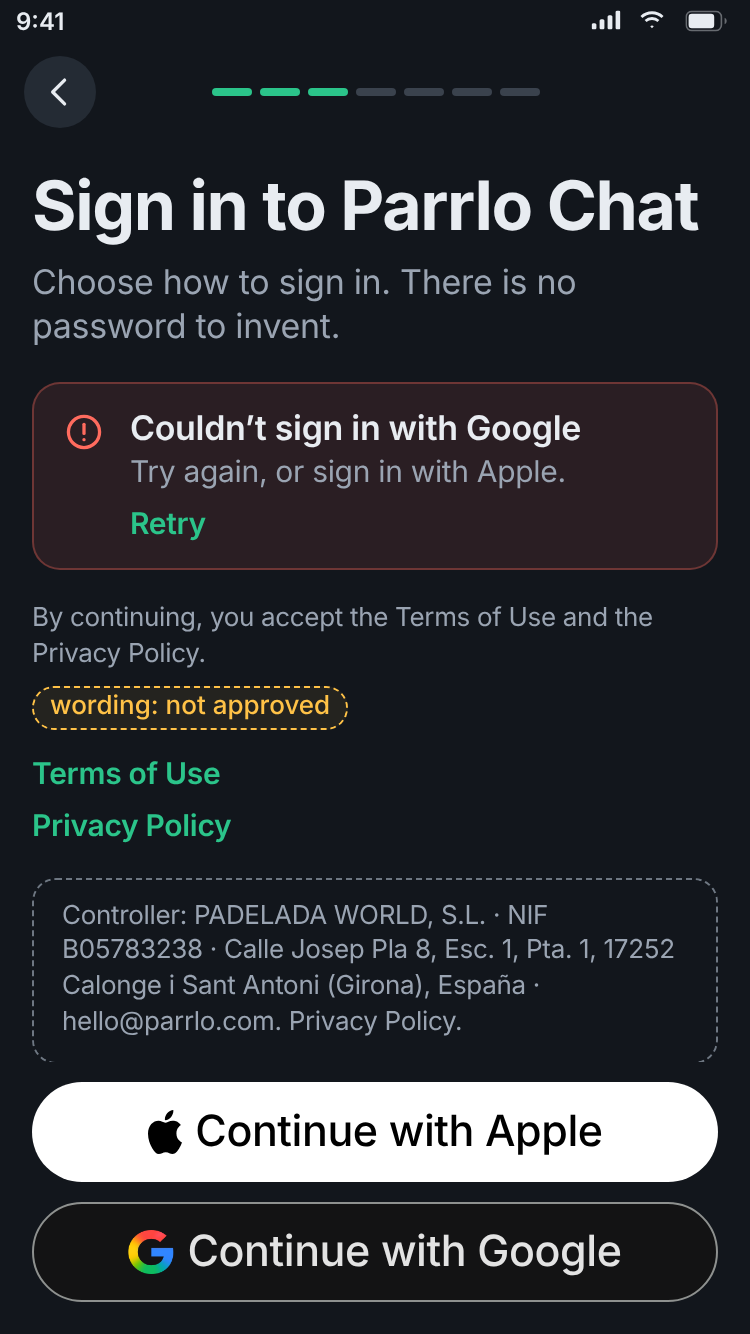 9:41
Sign in to Parrlo Chat
Choose how to sign in. There is no
password to invent.
Couldn’t sign in with Google
Try again, or sign in with Apple.
Retry
By continuing, you accept the Terms of Use and the
Privacy Policy.
wording: not approved
Terms of Use
Privacy Policy
Controller: PADELADA WORLD, S.L. · NIF
B05783238 · Calle Josep Pla 8, Esc. 1, Pta. 1, 17252
Calonge i Sant Antoni (Girona), España ·
hello@parrlo.com. Privacy Policy.
Continue with Apple
Continue with Google